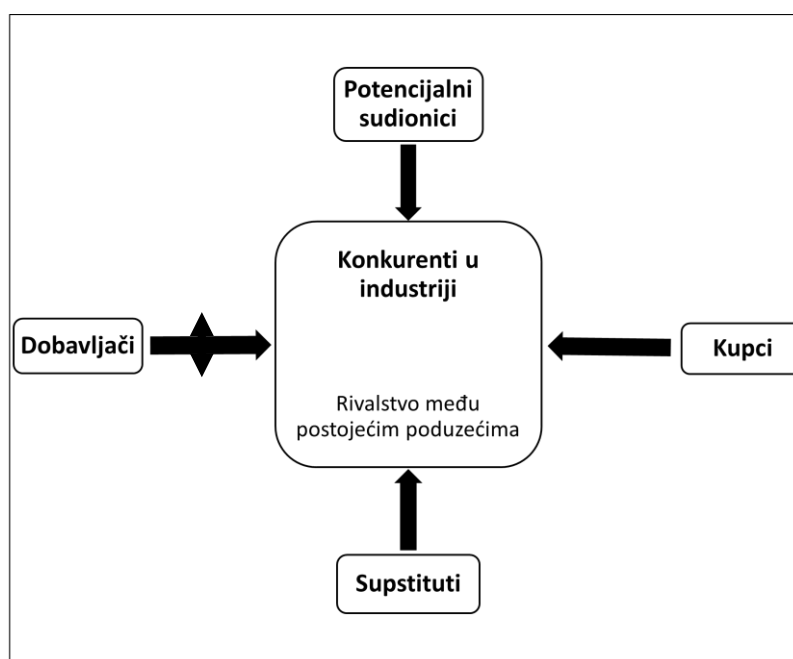 Potencijalni
sudionici
Konkurenti u
industriji
Dobavljači
Kupci
Rivalstvo među
postojećim poduzećima
Supstituti